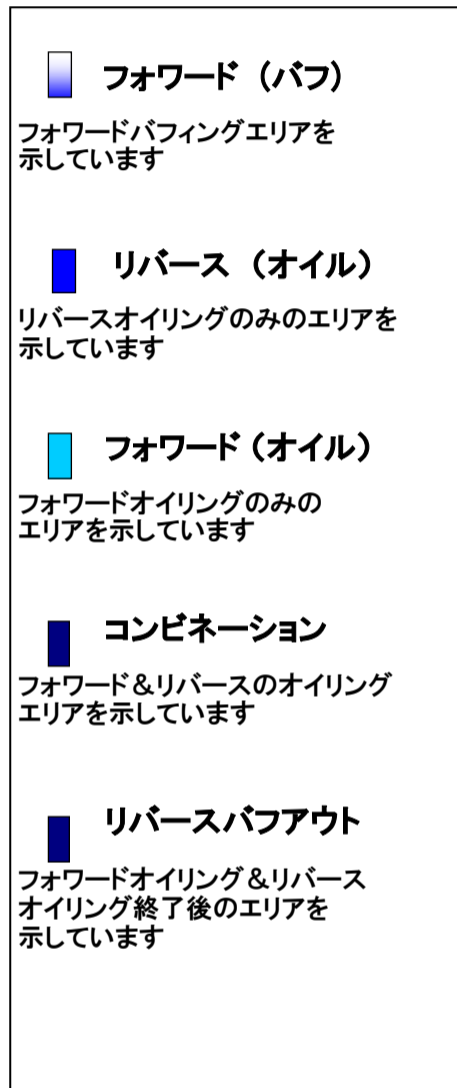 フォワード（バフ）
フォワードバフィングエリアを
示しています
リバース（オイル）
リバースオイリングのみのエリアを
示しています
フォワード（オイル）
フォワードオイリングのみの
エリアを示しています
コンビネーション
フォワード＆リバースのオイリング
エリアを示しています
リバースバフアウト
フォワードオイリング＆リバース
オイリング終了後のエリアを
示しています